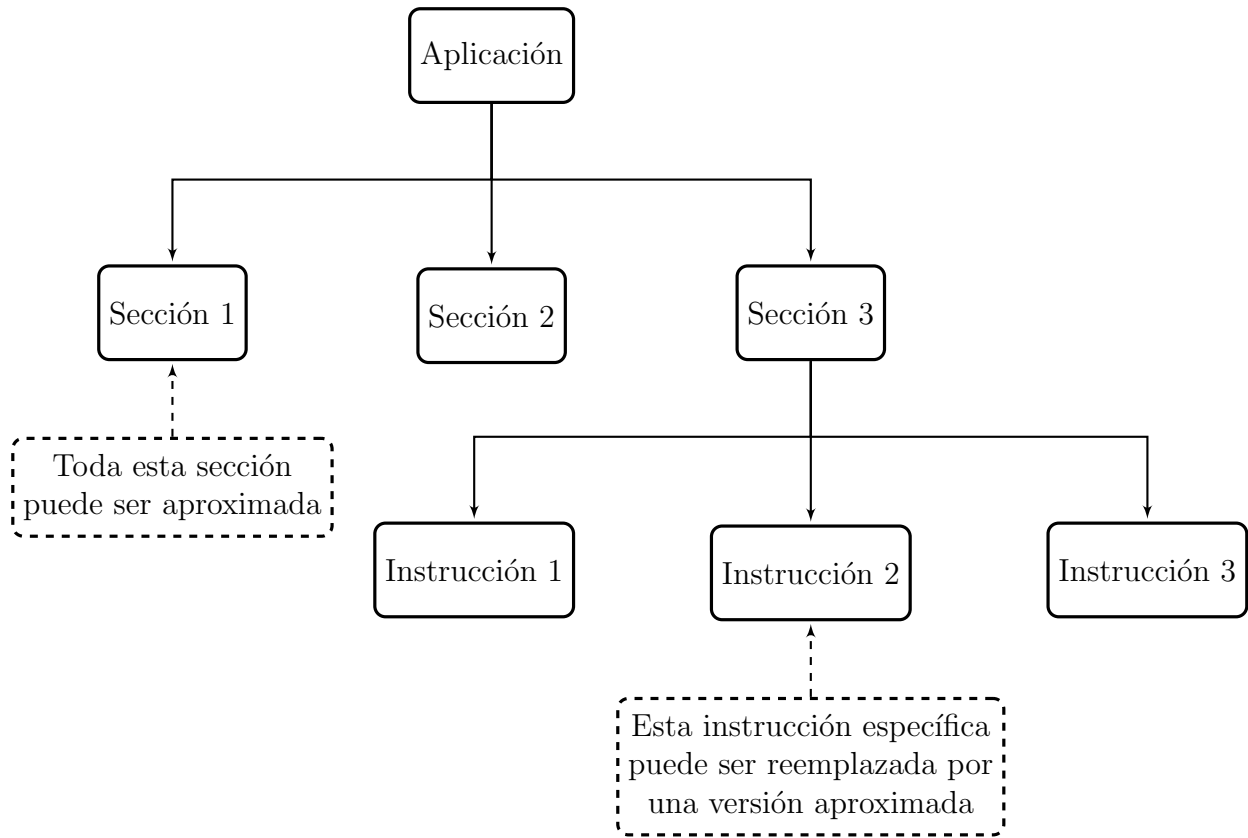 Aplicación
Sección 1
Sección 2
Sección 3
Toda esta sección
puede ser aproximada
Instrucción 1
Instrucción 2
Instrucción 3
Esta instrucción específica
puede ser reemplazada por
una versión aproximada